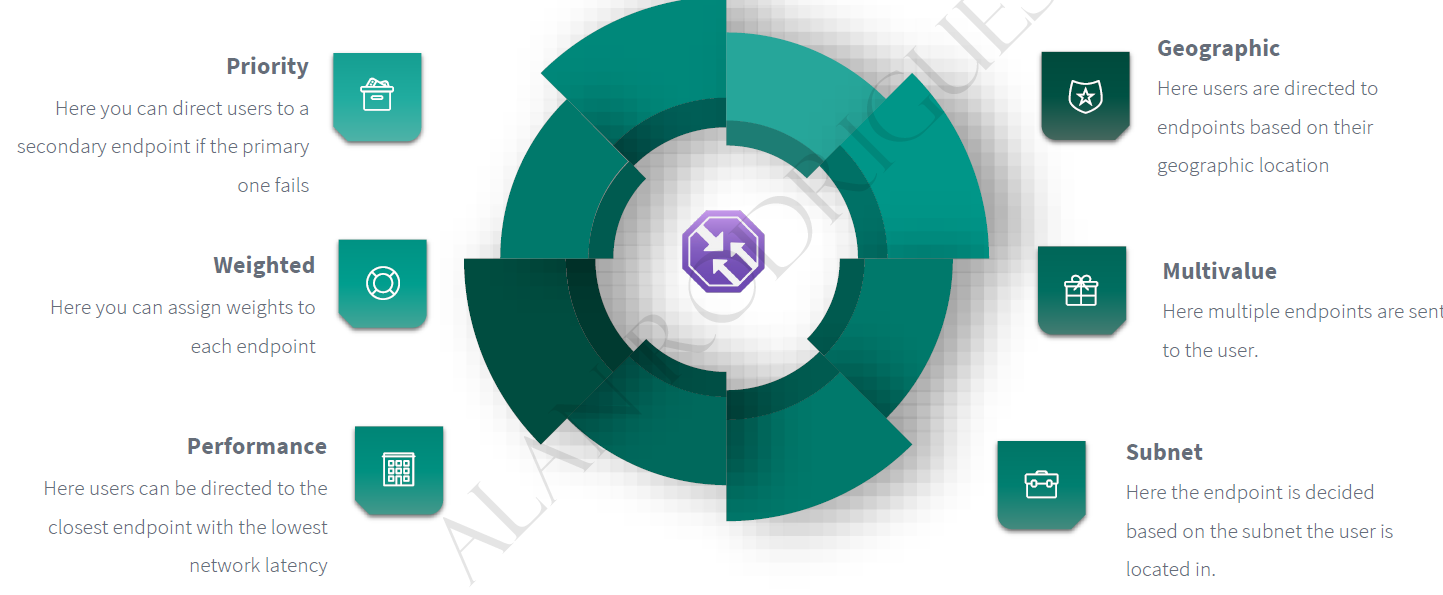 Priority
Here you can direct users to a
secondary endpoint if the primary
one fails
Weighted
Here you can assign weights to
each endpoint
Performance
Here users can be directed to the
closest endpoint with the lowest
network latency
Geographic
Here users are directed to
endpoints based on their
geographic location
Multivalue
Here multiple endpoints are sent
to the user.
Subnet
Here the endpoint is decided
based on the subnet the user is
located in.
ALAN RODRIGUES